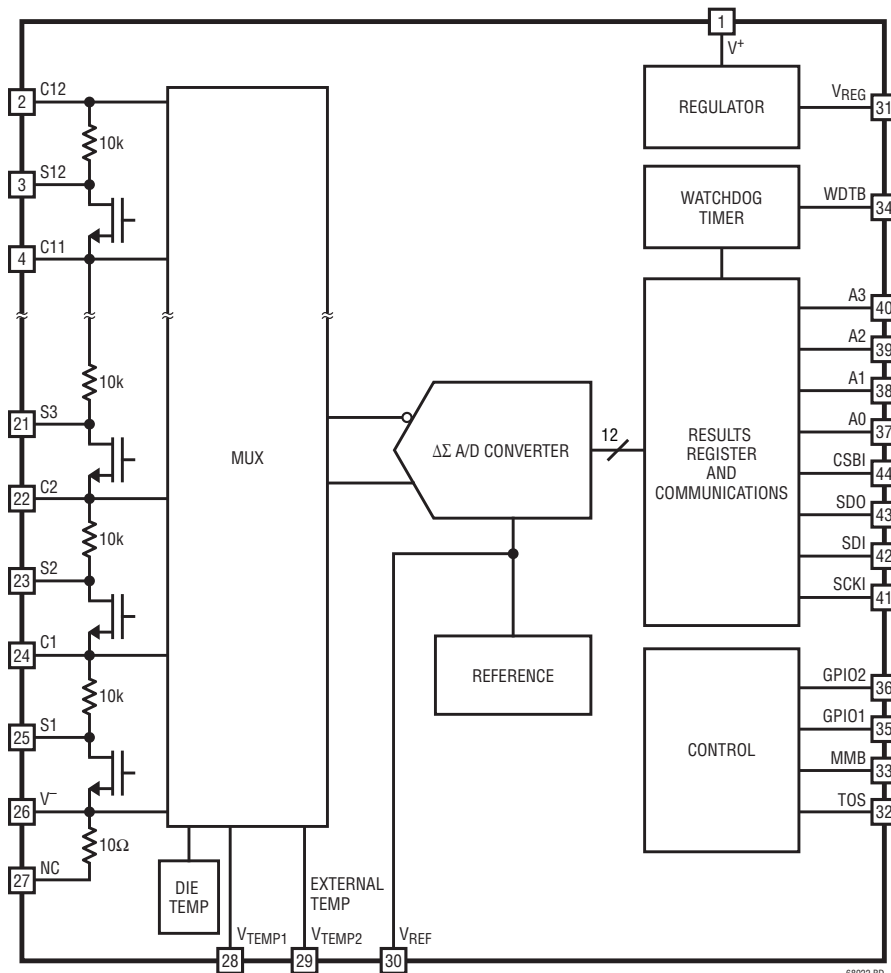 1
V+
2
C12
10k
3
S12
4
C11
10k
21
S3
22
C2
10k
23
S2
24
C1
10k
25
S1
26
V−
10Ω
27
NC
MUX
DIE
TEMP
EXTERNAL
TEMP
28
VTEMP1
29
VTEMP2
30
VREF
12
ΔΣ A/D CONVERTER
REFERENCE
REGULATOR
VREG
31
WATCHDOG
TIMER
WDTB
34
RESULTS
REGISTER
AND
COMMUNICATIONS
A3
40
A2
39
A1
38
A0
37
CSBI
44
SDO
43
SDI
42
SCKI
41
CONTROL
GPIO2
36
GPIO1
35
MMB
33
TOS
32